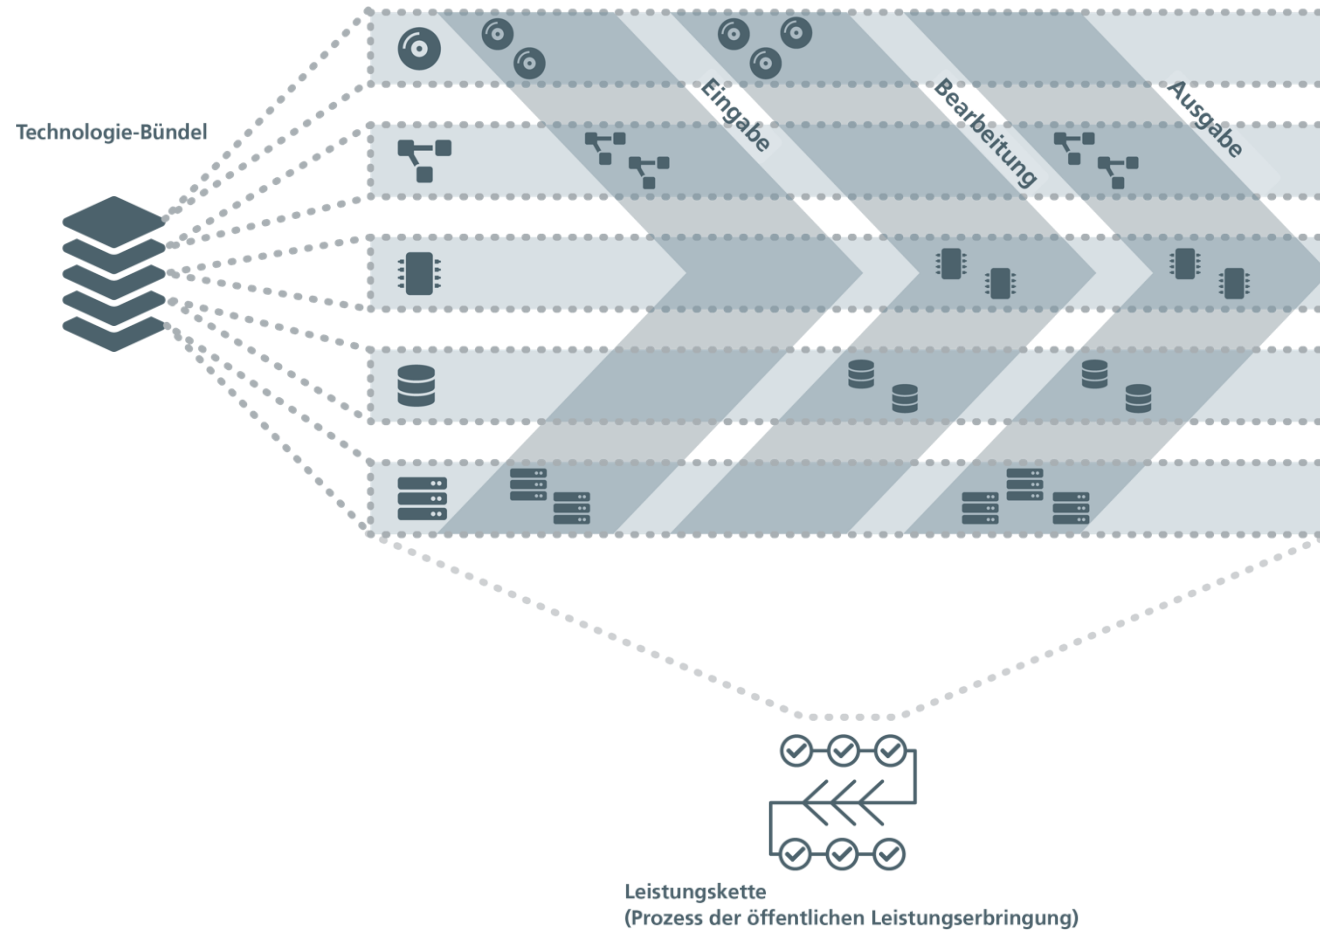 Technologie-Bündel
Eingabe
Bearbeitung
Ausgabe
Leistungskette
(Prozess der öffentlichen Leistungserbringung)